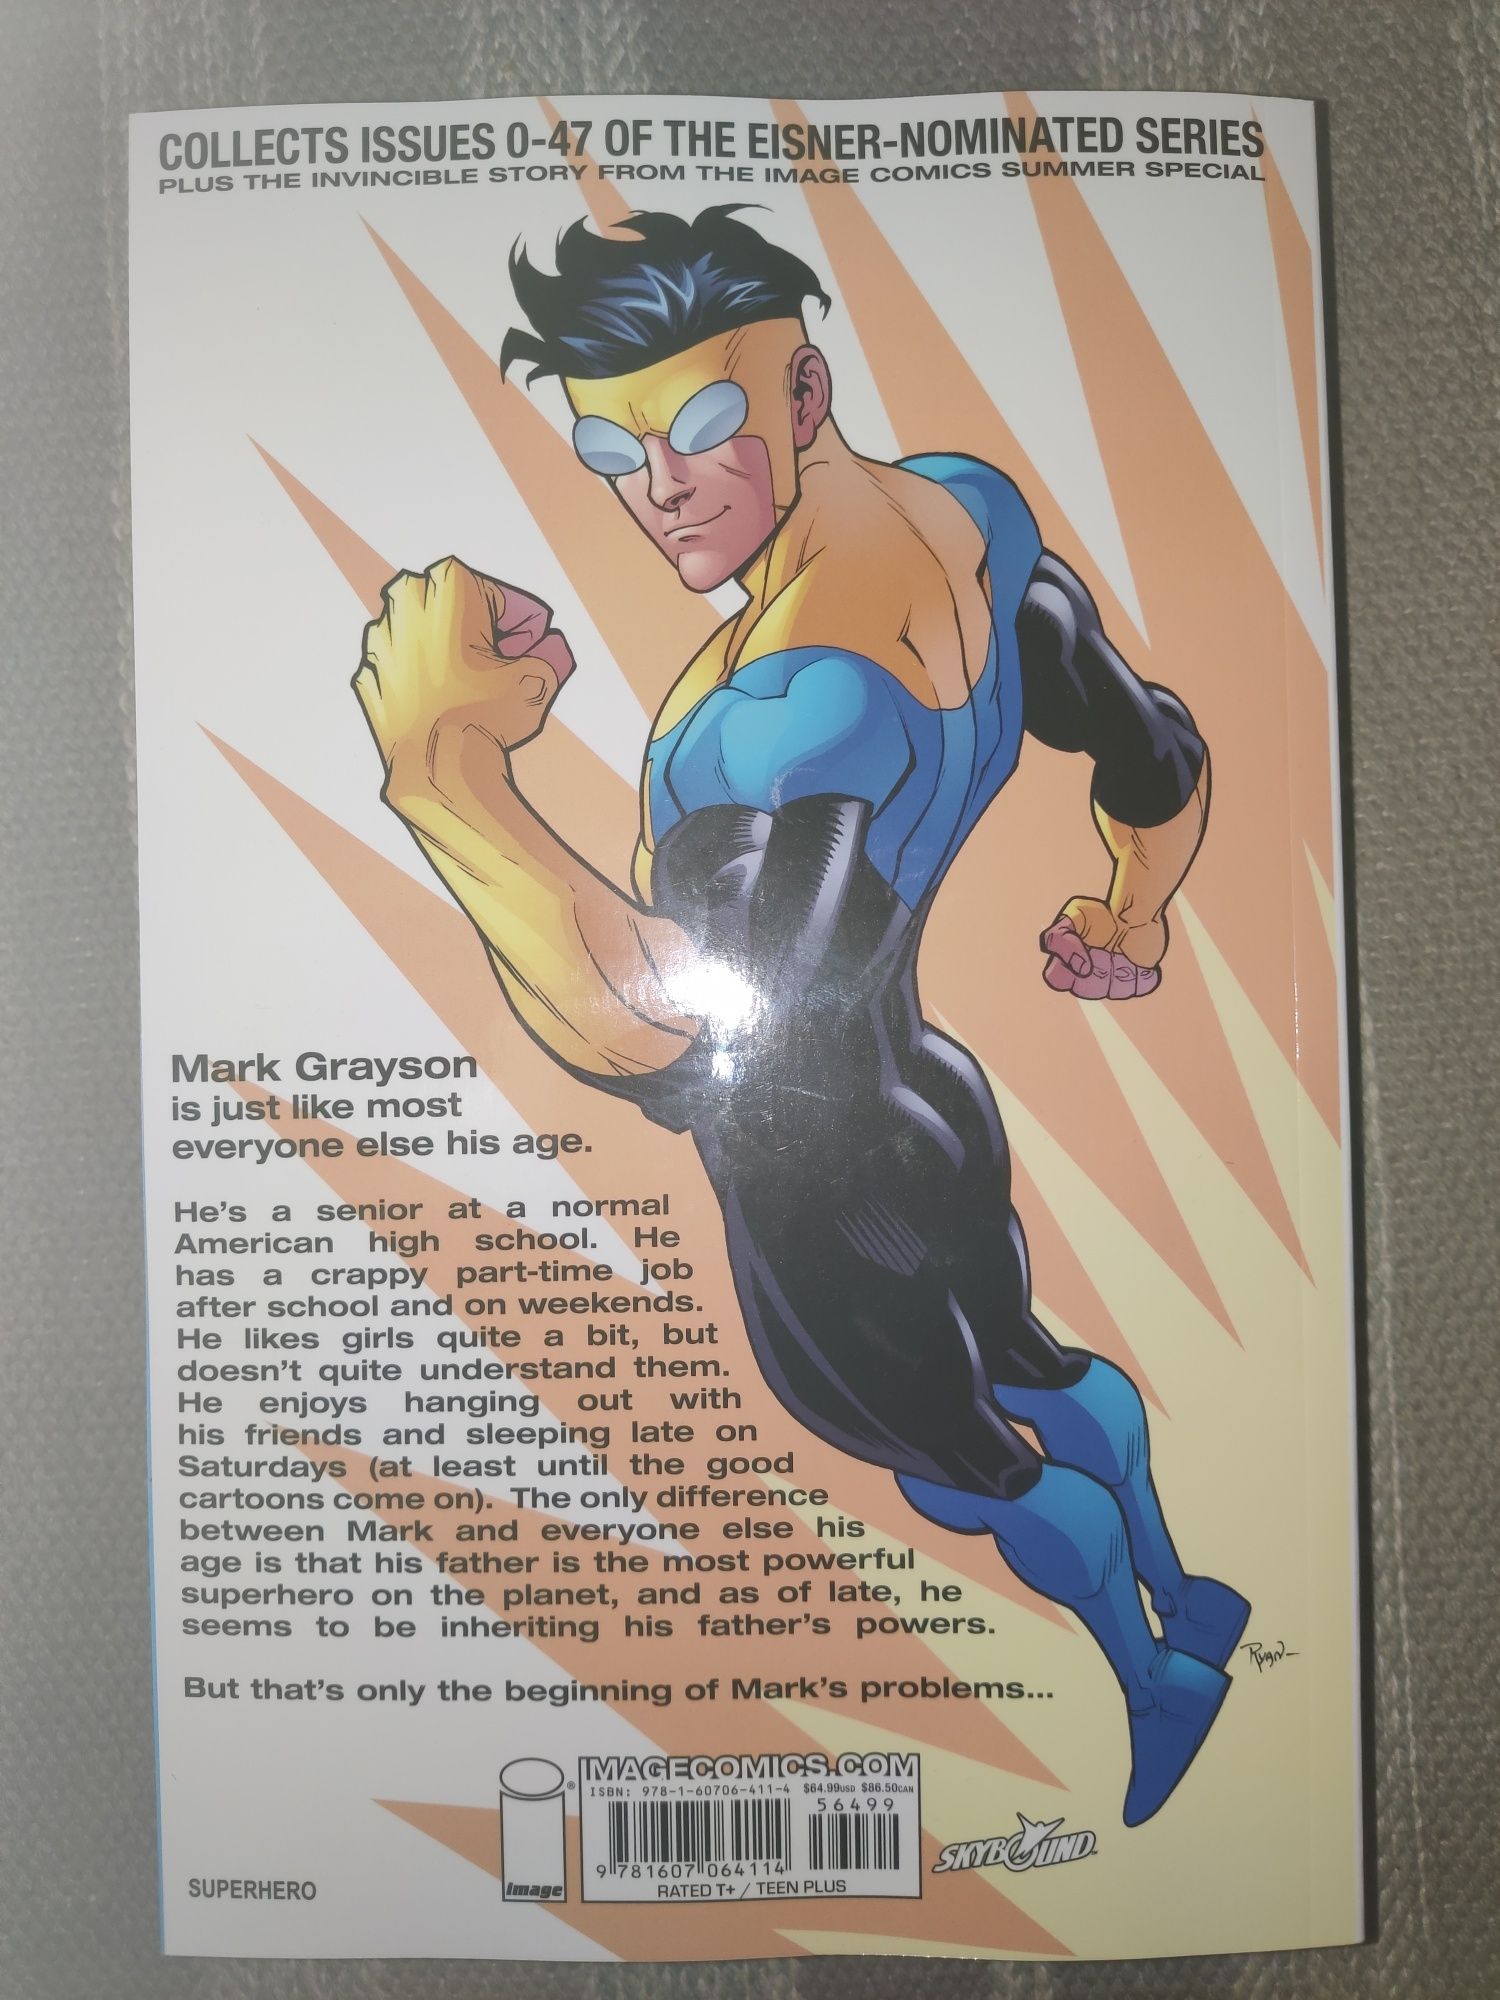 COLLECTS ISSUES 0-47 OF THE EISNER-NOMINATED SERIES
PLUS THE INVINCIBLE STORY FROM THE IMAGE COMICS SUMMER SPECIAL
Mark Grayson
is just like most
everyone else his age.
He's a senior at a normal
American high school. He
has a crappy part-time job
after school and on weekends.
He likes girls quite a bit, but
doesn't quite understand them.
He enjoys hanging out with
his friends and sleeping late on
Saturdays (at least until the good
cartoons come on). The only difference
between Mark and everyone else his
age is that his father is the most powerful
superhero on the planet, and as of late, he
seems to be inheriting his father's powers.
But that's only the beginning of Mark's problems...
Ryan
IMAGECOMICS.COM
ISBN: 978-1-60706-411-4 $64.99USD $86.50CAN
56499
9 781607 064114
RATED T+ / TEEN PLUS
image
®
SKYBOUND™
SUPERHERO